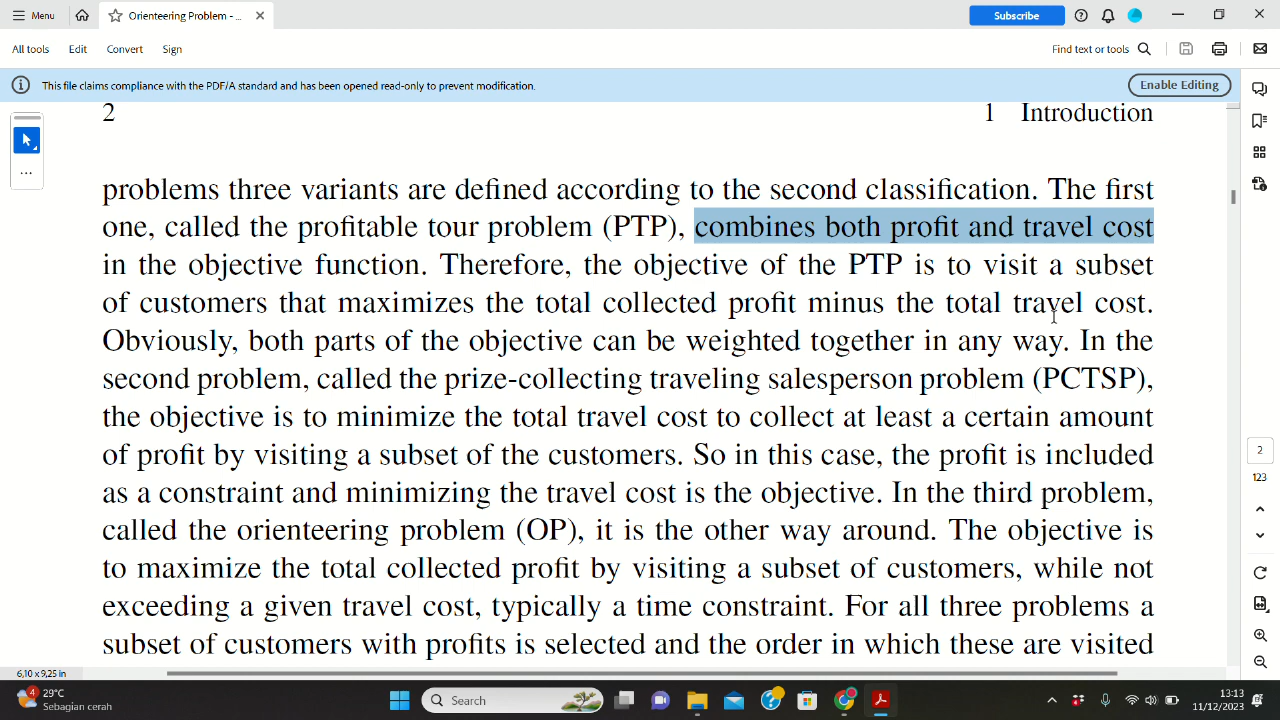 Menu
Orienteering Problem - ...
Subscribe
All tools Edit Convert Sign
Find text or tools
This file claims compliance with the PDF/A standard and has been opened read-only to prevent modification.
Enable Editing
2 1 Introduction
problems three variants are defined according to the second classification. The first
one, called the profitable tour problem (PTP), combines both profit and travel cost
in the objective function. Therefore, the objective of the PTP is to visit a subset
of customers that maximizes the total collected profit minus the total travel cost.
Obviously, both parts of the objective can be weighted together in any way. In the
second problem, called the prize-collecting traveling salesperson problem (PCTSP),
the objective is to minimize the total travel cost to collect at least a certain amount
of profit by visiting a subset of the customers. So in this case, the profit is included
as a constraint and minimizing the travel cost is the objective. In the third problem,
called the orienteering problem (OP), it is the other way around. The objective is
to maximize the total collected profit by visiting a subset of customers, while not
exceeding a given travel cost, typically a time constraint. For all three problems a
subset of customers with profits is selected and the order in which these are visited
2
123
6,10 x 9,25 in
4
29°C
Sebagian cerah
Search
13:13
11/12/2023